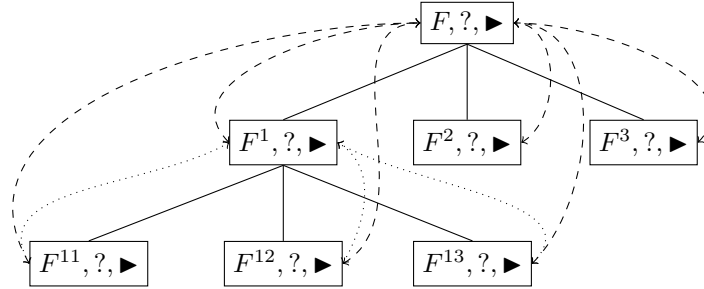 F, ?, ▶
F¹, ?, ▶
F², ?, ▶
F³, ?, ▶
F¹¹, ?, ▶
F¹², ?, ▶
F¹³, ?, ▶